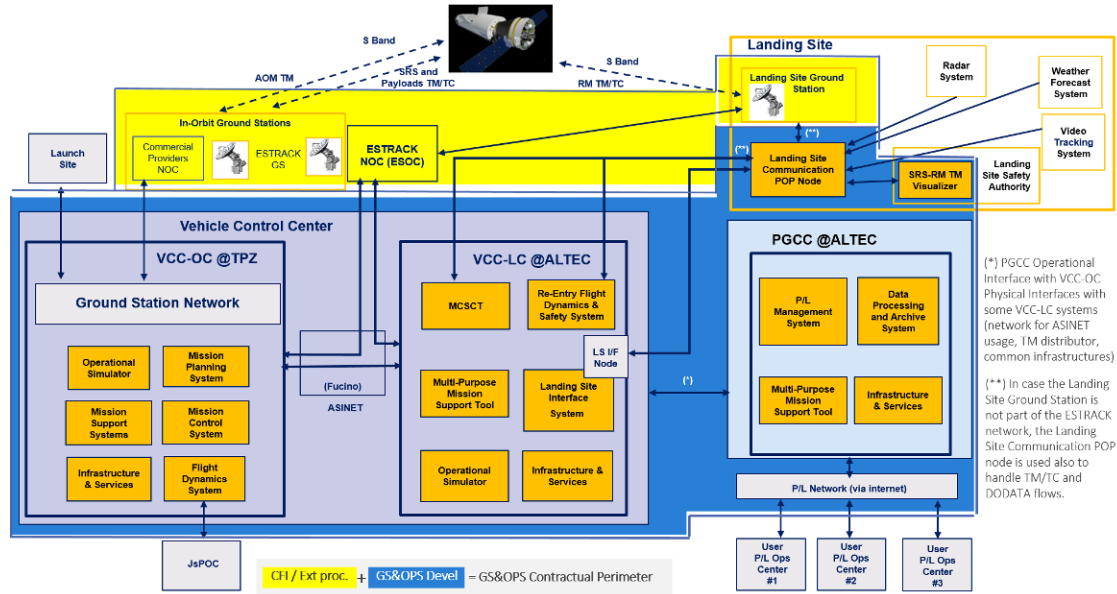 S Band
AOM TM
SRS and
Payloads TM/TC
S Band
RM TM/TC
Landing Site
Landing Site Ground
Station
Radar
System
Weather
Forecast
System
Video
Tracking
System
Landing
Site Safety
Authority
In-Orbit Ground Stations
Commercial
Providers
NOC
ESTRACK
GS
ESTRACK
NOC (ESOC)
Launch
Site
(**)
(**)
Landing Site
Communication
POP Node
SRS-RM TM
Visualizer
Vehicle Control Center
VCC-OC @TPZ
Ground Station Network
Operational
Simulator
Mission
Planning
System
Mission
Support
Systems
Mission
Control
System
Infrastructure
& Services
Flight
Dynamics
System
(Fucino)
ASINET
VCC-LC @ALTEC
MCSCT
Re-Entry Flight
Dynamics &
Safety System
LS I/F
Node
Multi-Purpose
Mission
Support Tool
Landing Site
Interface
System
Operational
Simulator
Infrastructure &
Services
(*)
PGCC @ALTEC
P/L
Management
System
Data
Processing
and Archive
System
Multi-Purpose
Mission
Support Tool
Infrastructure
& Services
P/L Network (via internet)
JsPOC
User
P/L Ops
Center
#1
User
P/L Ops
Center
#2
User
P/L Ops
Center
#3
(*) PGCC Operational
Interface with VCC-OC
Physical Interfaces with
some VCC-LC systems
(network for ASINET
usage, TM distributor,
common infrastructures)
(**) In case the Landing
Site Ground Station is
not part of the ESTRACK
network, the Landing
Site Communication POP
node is used also to
handle TM/TC and
DODATA flows.
CFI / Ext proc. + GS&OPS Devel = GS&OPS Contractual Perimeter